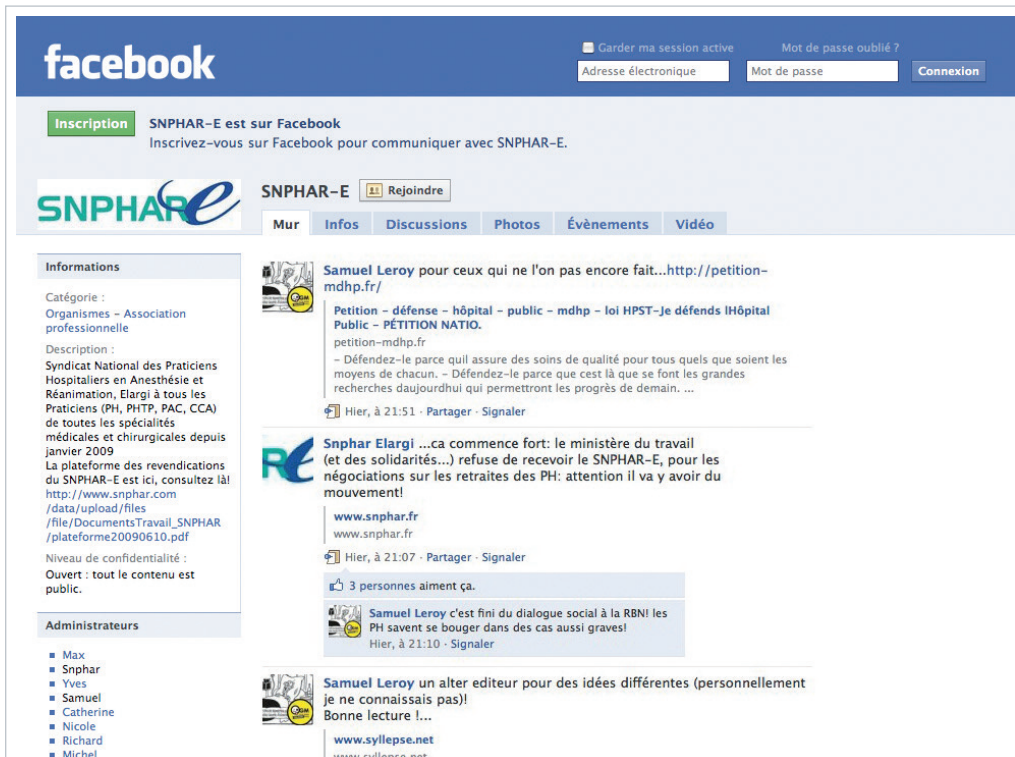 facebook
Garder ma session active
Mot de passe oublié ?
Adresse électronique
Mot de passe
Connexion
Inscription
SNPHAR-E est sur Facebook
Inscrivez-vous sur Facebook pour communiquer avec SNPHAR-E.
SNPHARe
SNPHAR-E
Rejoindre
Mur Infos Discussions Photos Évènements Vidéo
Informations
Catégorie :
Organismes - Association
professionnelle
Description :
Syndicat National des Praticiens
Hospitaliers en Anesthésie et
Réanimation, Elargi à tous les
Praticiens (PH, PHTP, PAC, CCA)
de toutes les spécialités
médicales et chirurgicales depuis
janvier 2009
La plateforme des revendications
du SNPHAR-E est ici, consultez là!
http://www.snphar.com
/data/upload/files
/file/DocumentsTravail_SNPHAR
/plateforme20090610.pdf
Niveau de confidentialité :
Ouvert : tout le contenu est
public.
Administrateurs
Max
Snphar
Yves
Samuel
Catherine
Nicole
Richard
Michel
Samuel Leroy pour ceux qui ne l'on pas encore fait...http://petition-
mdhp.fr/
Petition - défense - hôpital - public - mdhp - loi HPST-Je défends lHôpital
Public - PÉTITION NATIO.
petition-mdhp.fr
- Défendez-le parce quil assure des soins de qualité pour tous quels que soient les
moyens de chacun. - Défendez-le parce que cest là que se font les grandes
recherches daujourdhui qui permettront les progrès de demain. ...
Hier, à 21:51 · Partager · Signaler
Snphar Elargi ...ca commence fort: le ministère du travail
(et des solidarités...) refuse de recevoir le SNPHAR-E, pour les
négociations sur les retraites des PH: attention il va y avoir du
mouvement!
www.snphar.fr
www.snphar.fr
Hier, à 21:07 · Partager · Signaler
3 personnes aiment ça.
Samuel Leroy c'est fini du dialogue social à la RBN! les
PH savent se bouger dans des cas aussi graves!
Hier, à 21:10 · Signaler
Samuel Leroy un alter editeur pour des idées différentes (personnellement
je ne connaissais pas)!
Bonne lecture !...
www.syllepse.net
www.syllepse.net